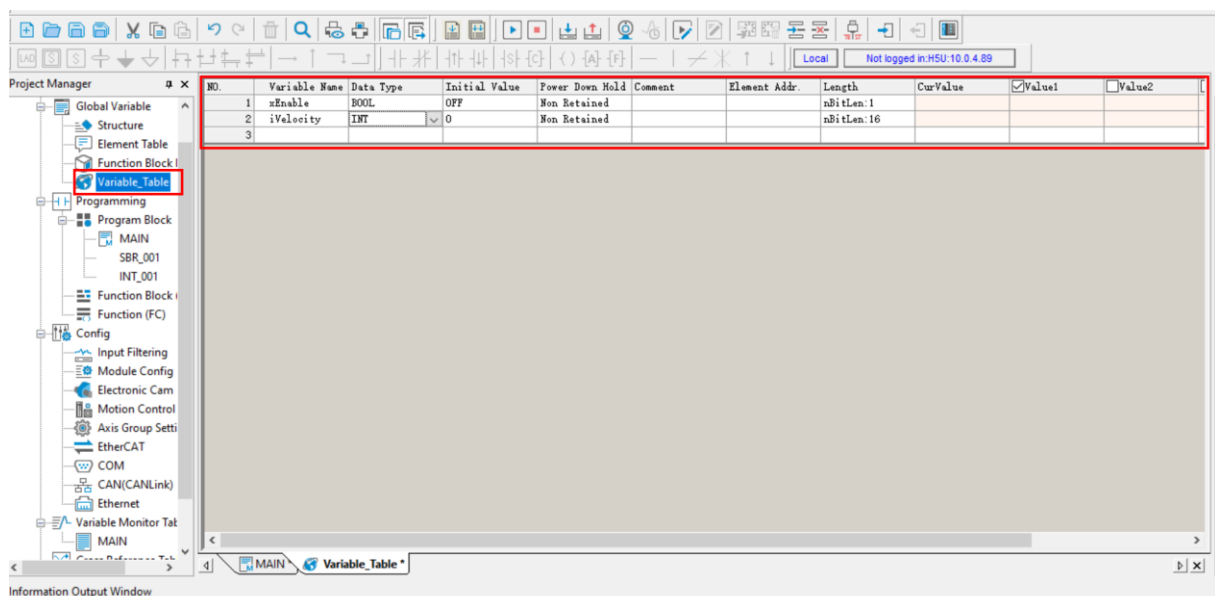 LAD S S
|S| [C] ( ) {A} {F}
Local Not logged in:H5U:10.0.4.89
Project Manager
Global Variable
Structure
Element Table
Function Block
Variable_Table
Programming
Program Block
MAIN
SBR_001
INT_001
Function Block
Function (FC)
Config
Input Filtering
Module Config
Electronic Cam
Motion Control
Axis Group Setti
EtherCAT
COM
CAN(CANLink)
Ethernet
Variable Monitor Tab
MAIN
NO. Variable Name Data Type Initial Value Power Down Hold Comment Element Addr. Length CurValue Value1 Value2
1 xEnable BOOL OFF Non Retained nBitLen:1
2 iVelocity INT 0 Non Retained nBitLen:16
3
MAIN * Variable_Table *
Information Output Window